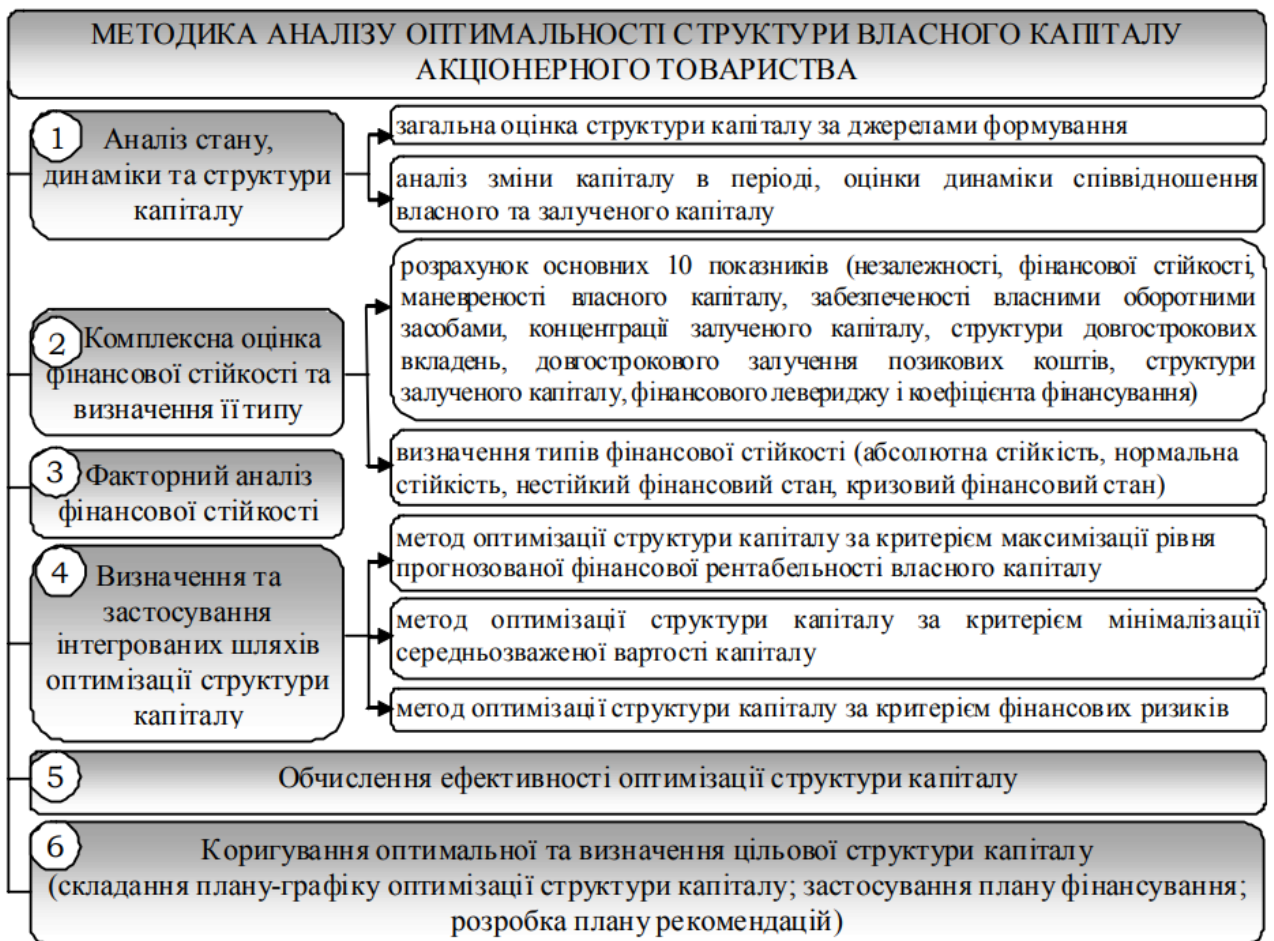 МЕТОДИКА АНАЛІЗУ ОПТИМАЛЬНОСТІ СТРУКТУРИ ВЛАСНОГО КАПІТАЛУ
АКЦІОНЕРНОГО ТОВАРИСТВА
1
Аналіз стану,
динаміки та структури
капіталу
загальна оцінка структури капіталу за джерелами формування
аналіз зміни капіталу в періоді, оцінки динаміки співвідношення
власного та залученого капіталу
2
Комплексна оцінка
фінансової стійкості та
визначення її типу
розрахунок основних 10 показників (незалежності, фінансової стійкості,
маневреності власного капіталу, забезпеченості власними оборотними
засобами, концентрації залученого капіталу, структури довгострокових
вкладень, довгострокового залучення позикових коштів, структури
залученого капіталу, фінансового левериджу і коефіцієнта фінансування)
визначення типів фінансової стійкості (абсолютна стійкість, нормальна
стійкість, нестійкий фінансовий стан, кризовий фінансовий стан)
3
Факторний аналіз
фінансової стійкості
4
Визначення та
застосування
інтегрованих шляхів
оптимізації структури
капіталу
метод оптимізації структури капіталу за критерієм максимізації рівня
прогнозованої фінансової рентабельності власного капіталу
метод оптимізації структури капіталу за критерієм мінімалізації
середньозваженої вартості капіталу
метод оптимізації структури капіталу за критерієм фінансових ризиків
5
Обчислення ефективності оптимізації структури капіталу
6
Коригування оптимальної та визначення цільової структури капіталу
(складання плану-графіку оптимізації структури капіталу; застосування плану фінансування;
розробка плану рекомендацій)